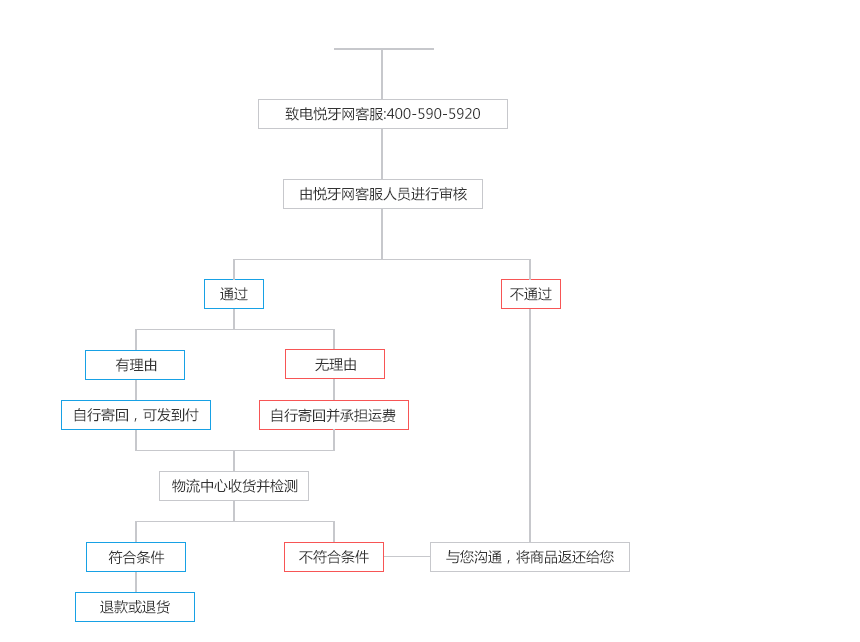 致电悦牙网客服:400-590-5920
由悦牙网客服人员进行审核
通过
不通过
有理由
无理由
自行寄回，可发到付
自行寄回并承担运费
物流中心收货并检测
符合条件
不符合条件
与您沟通，将商品返还给您
退款或退货